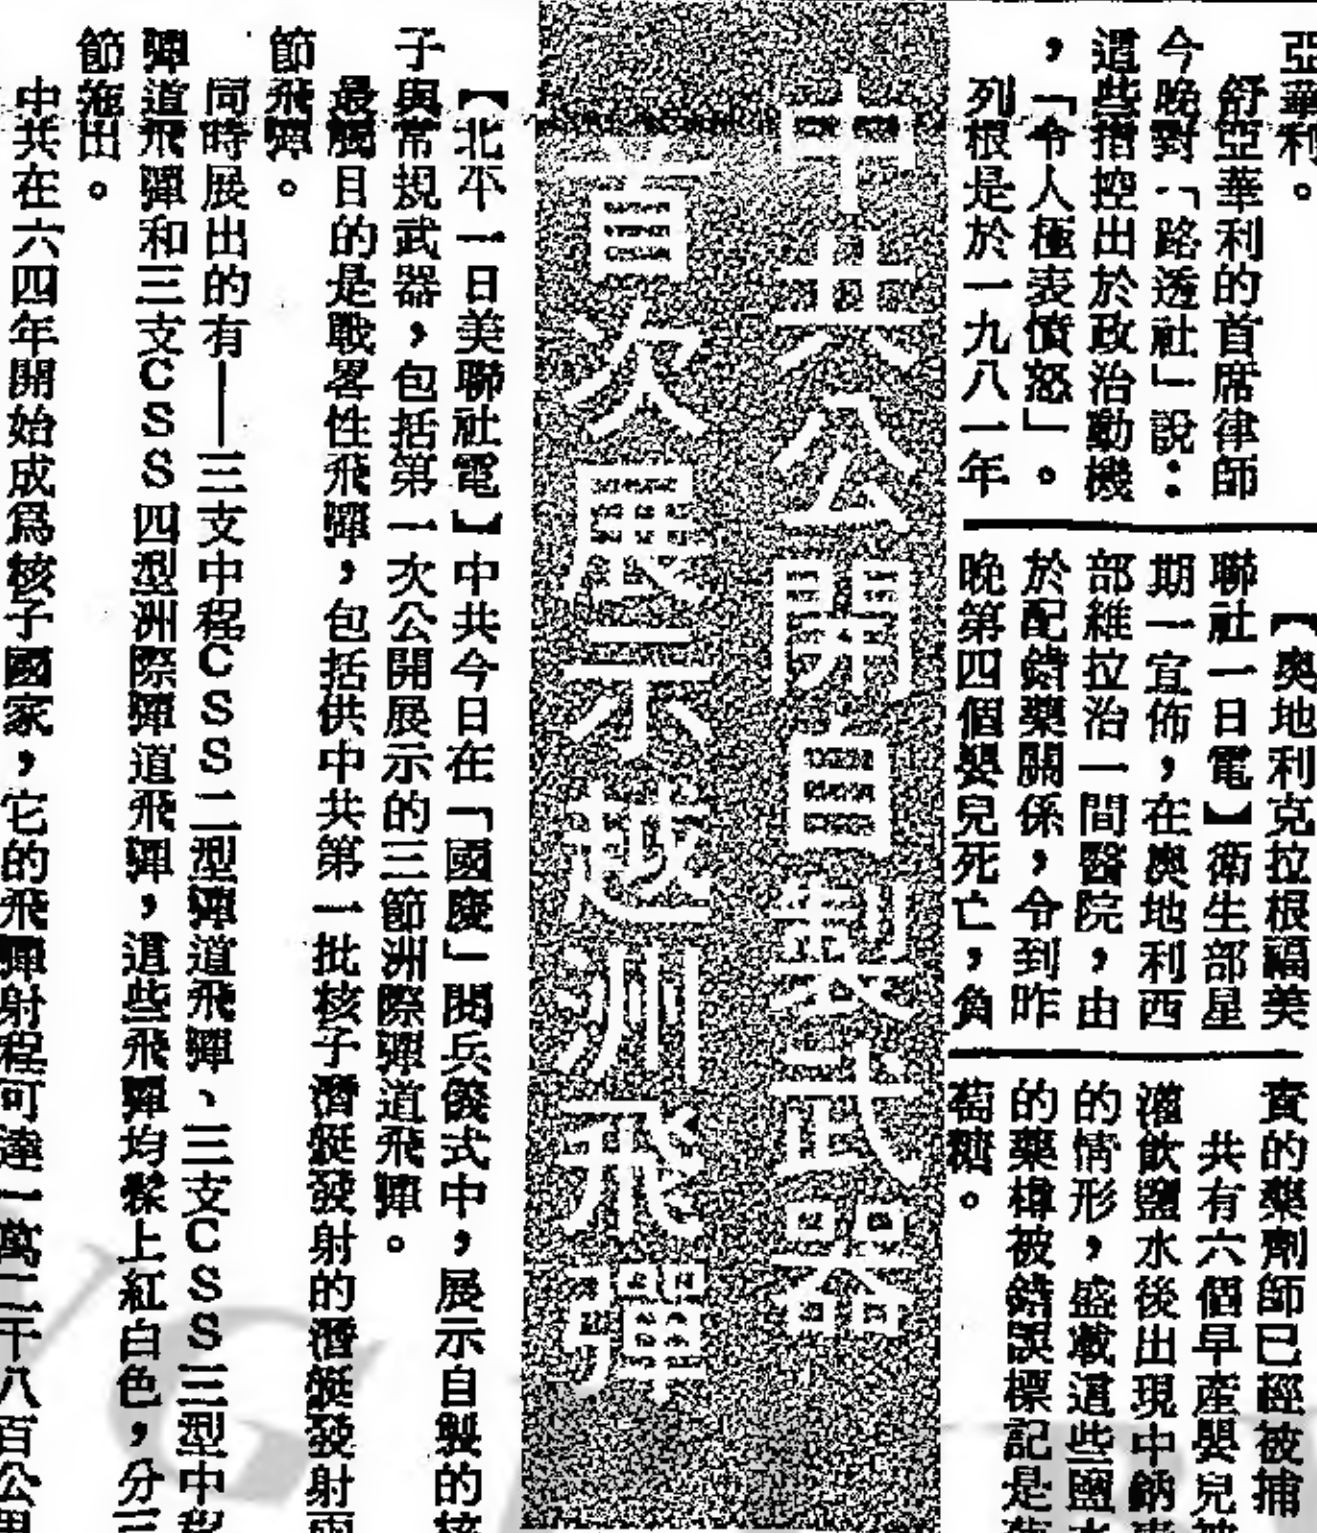 亞華利。
舒亞華利的首席律師
今晚對「路透社」說：
這些指控出於政治動機
，「令人極表憤怒」。
列根是於一九八一年
【奧地利克拉根福美
聯社一日電】衛生部星
期一宣佈，在奧地利西
部維拉治一間醫院，由
於配錯藥關係，令到昨
晚第四個嬰兒死亡，角
責的藥劑師已經被捕
共有六個早產嬰兒
灌飲鹽水後出現中
的情形，盛載這些鹽
的藥樽被錯誤標記是
萄糖。
中共公開自製武器
首次展示越洲飛彈
【北平一日美聯社電】中共今日在「國慶」閱兵儀式中，展示自製的核
子與常規武器，包括第一次公開展示的三節洲際彈道飛彈。
最觸目的是戰畧性飛彈，包括供中共第一批核子潛艇發射的潛艇發射兩
節飛彈。
同時展出的有——三支中程CSS二型彈道飛彈、三支CSS三型中程
彈道飛彈和三支CSS四型洲際彈道飛彈，這些飛彈均髹上紅白色，分三
節拖出。
中共在六四年開始成爲核子國家，它的飛彈射程可達一萬二千八百公里